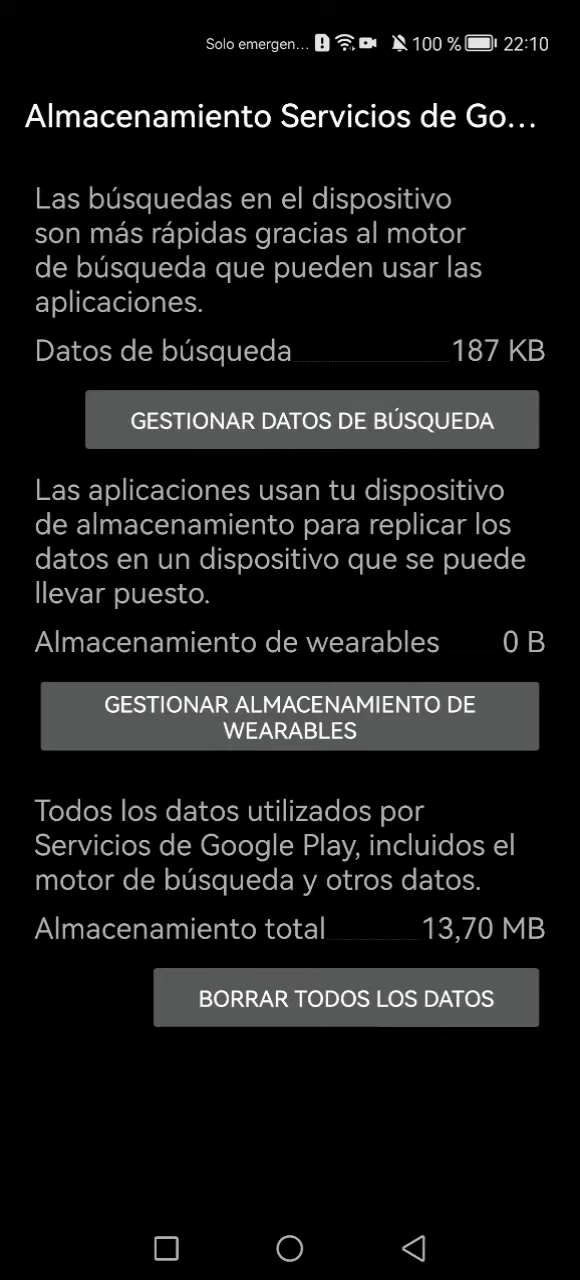 Solo emergen... 100 % 22:10
Almacenamiento Servicios de Go...
Las búsquedas en el dispositivo
son más rápidas gracias al motor
de búsqueda que pueden usar las
aplicaciones.
Datos de búsqueda 187 KB
GESTIONAR DATOS DE BÚSQUEDA
Las aplicaciones usan tu dispositivo
de almacenamiento para replicar los
datos en un dispositivo que se puede
llevar puesto.
Almacenamiento de wearables 0 B
GESTIONAR ALMACENAMIENTO DE
WEARABLES
Todos los datos utilizados por
Servicios de Google Play, incluidos el
motor de búsqueda y otros datos.
Almacenamiento total 13,70 MB
BORRAR TODOS LOS DATOS